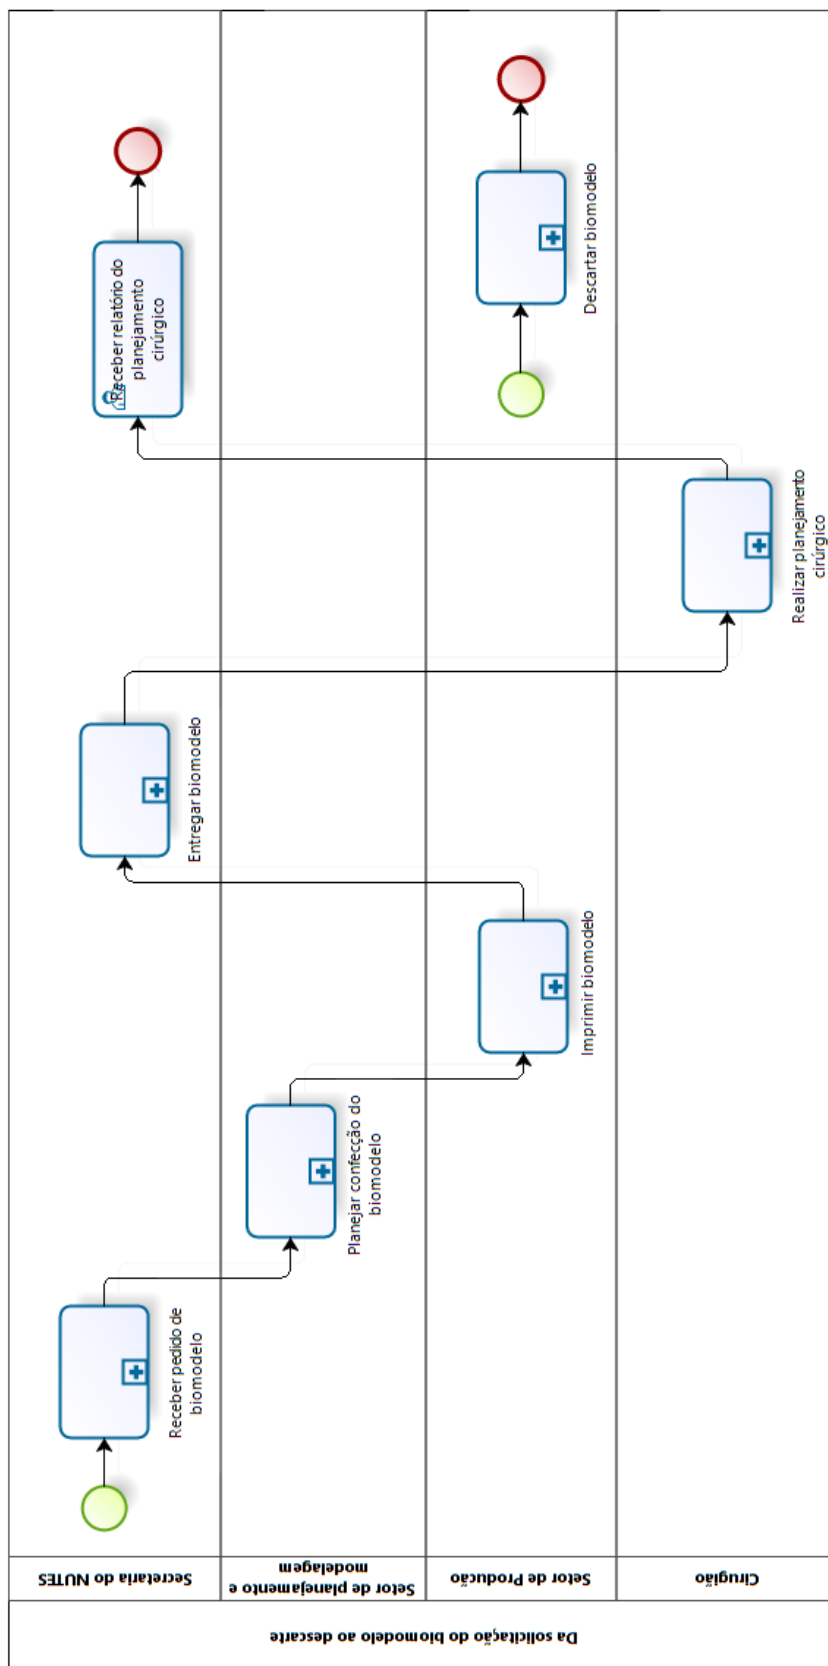 Da solicitação do biomodelo ao descarte
Secretaria do NUTES
Setor de planejamento e
modelagem
Setor de Produção
Cirugião
Receber pedido de
biomodelo
Planejar confecção do
biomodelo
Imprimir biomodelo
Entregar biomodelo
Realizar planejamento
cirúrgico
Receber relatório do
planejamento
cirúrgico
Descartar biomodelo